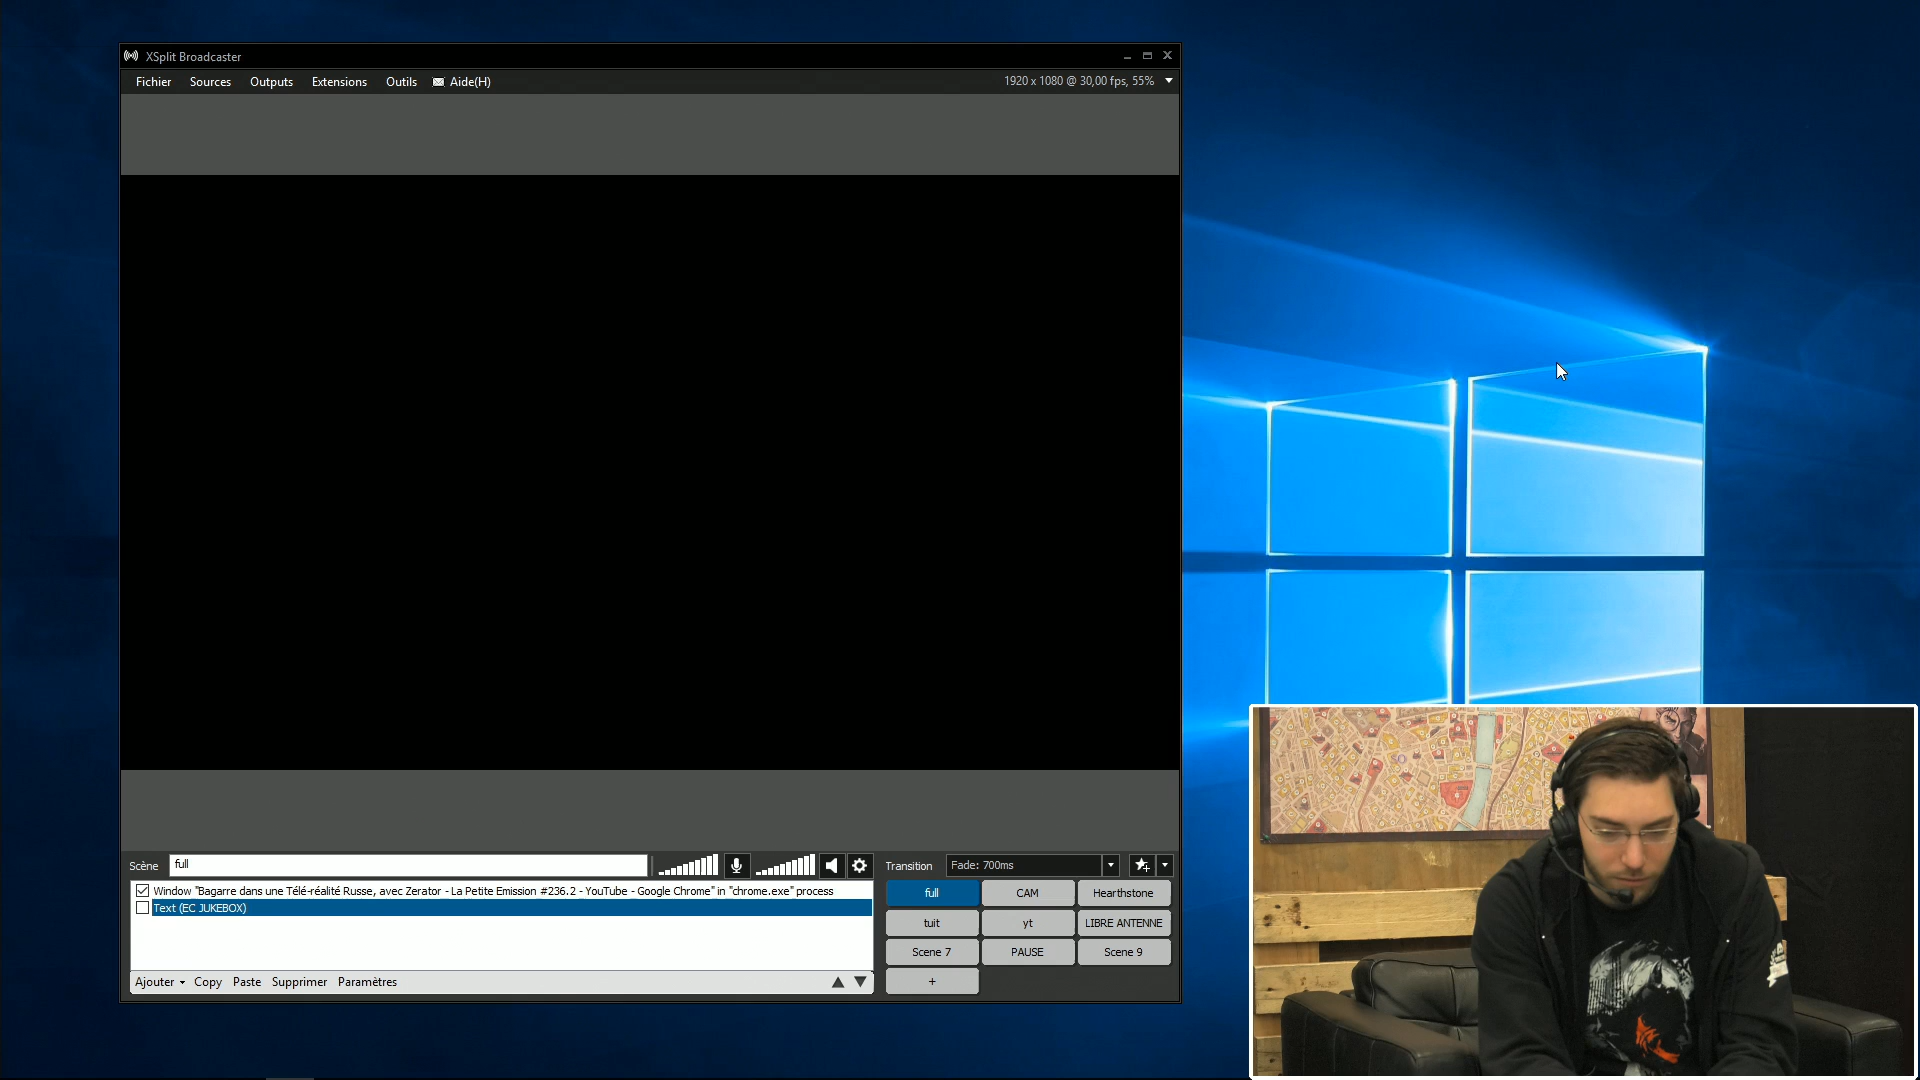 XSplit Broadcaster
Fichier Sources Outputs Extensions Outils Aide(H) 1920 x 1080 @ 30,00 fps, 55%
Scène full
Transition Fade: 700ms
Window "Bagarre dans une Télé-réalité Russe, avec Zerator - La Petite Emission #236.2 - YouTube - Google Chrome" in "chrome.exe" process
Text (EC JUKEBOX)
full CAM Hearthstone
tuit yt LIBRE ANTENNE
Scene 7 PAUSE Scene 9
+
Ajouter Copy Paste Supprimer Paramètres